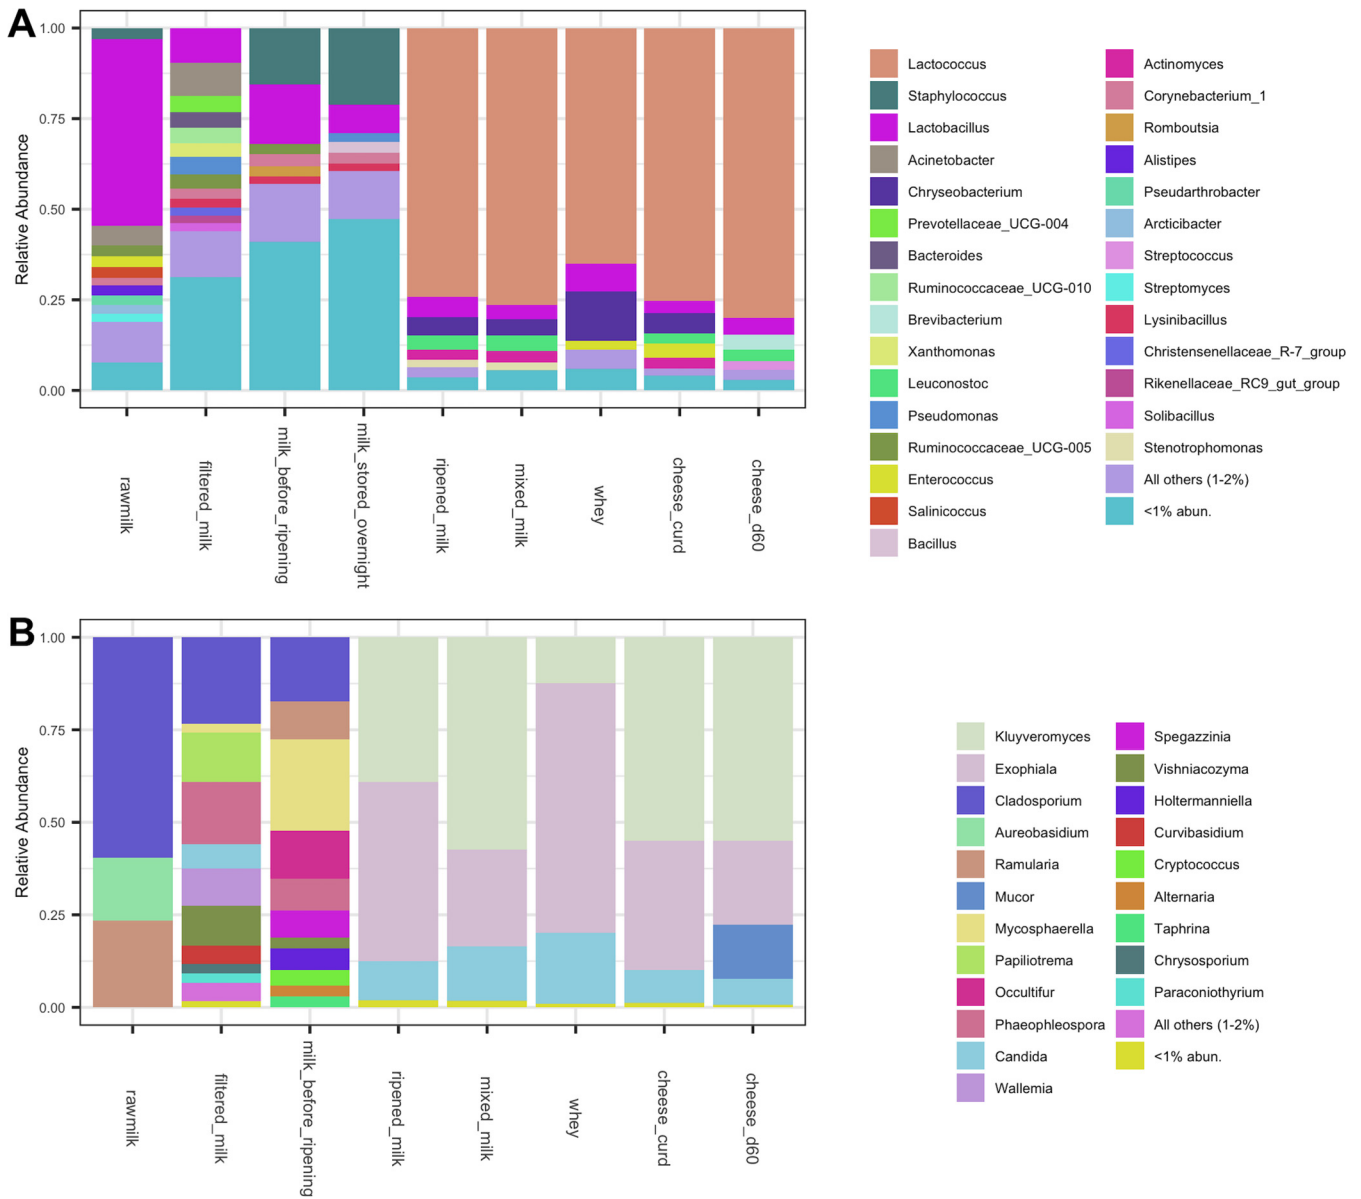 A
1.00
0.75
0.50
0.25
0.00
Relative Abundance
rawmilk
filtered_milk
milk_before_ripening
milk_stored_overnight
ripened_milk
mixed_milk
whey
cheese_curd
cheese_d60
Lactococcus
Staphylococcus
Lactobacillus
Acinetobacter
Chryseobacterium
Prevotellaceae_UCG-004
Bacteroides
Ruminococcaceae_UCG-010
Brevibacterium
Xanthomonas
Leuconostoc
Pseudomonas
Ruminococcaceae_UCG-005
Enterococcus
Salinicoccus
Bacillus
Actinomyces
Corynebacterium_1
Romboutsia
Alistipes
Pseudarthrobacter
Arcticibacter
Streptococcus
Streptomyces
Lysinibacillus
Christensenellaceae_R-7_group
Rikenellaceae_RC9_gut_group
Solibacillus
Stenotrophomonas
All others (1-2%)
<1% abun.
B
1.00
0.75
0.50
0.25
0.00
Relative Abundance
rawmilk
filtered_milk
milk_before_ripening
ripened_milk
mixed_milk
whey
cheese_curd
cheese_d60
Kluyveromyces
Exophiala
Cladosporium
Aureobasidium
Ramularia
Mucor
Mycosphaerella
Papiliotrema
Occultifur
Phaeophleospora
Candida
Wallemia
Spegazzinia
Vishniacozyma
Holtermanniella
Curvibasidium
Cryptococcus
Alternaria
Taphrina
Chrysosporium
Paraconiothyrium
All others (1-2%)
<1% abun.